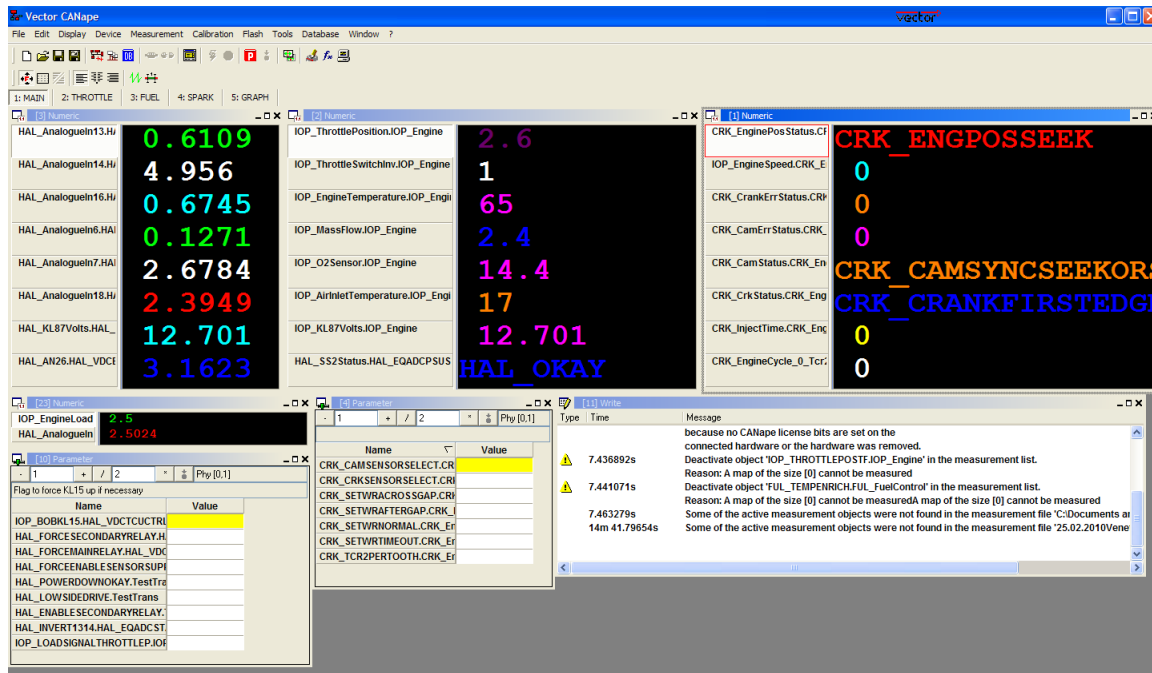 Vector CANape
vector
File Edit Display Device Measurement Calibration Flash Tools Database Window ?
1: MAIN 2: THROTTLE 3: FUEL 4: SPARK 5: GRAPH
[3] Numeric
HAL_AnalogueIn13.H 0.6109
HAL_AnalogueIn14.H 4.956
HAL_AnalogueIn16.H 0.6745
HAL_AnalogueIn6.HA 0.1271
HAL_AnalogueIn7.HA 2.6784
HAL_AnalogueIn18.H 2.3949
HAL_KL87Volts.HAL_ 12.701
HAL_AN26.HAL_VDCE 3.1623
[2] Numeric
IOP_ThrottlePosition.IOP_Engine 2.6
IOP_ThrottleSwitchInv.IOP_Engine 1
IOP_EngineTemperature.IOP_Engi 65
IOP_MassFlow.IOP_Engine 2.4
IOP_O2Sensor.IOP_Engine 14.4
IOP_AirInletTemperature.IOP_Engi 17
IOP_KL87Volts.IOP_Engine 12.701
HAL_SS2Status.HAL_EQADCPSUS HAL_OKAY
[1] Numeric
CRK_EnginePosStatus.CF CRK_ENGPOSSEEK
IOP_EngineSpeed.CRK_E 0
CRK_CrankErrStatus.CRK 0
CRK_CamErrStatus.CRK_ 0
CRK_CamStatus.CRK_En CRK_CAMSYNCSEEKORS
CRK_CrkStatus.CRK_Eng CRK_CRANKFIRSTEDG
CRK_InjectTime.CRK_Eng 0
CRK_EngineCycle_0_Tcr 0
[23] Numeric
IOP_EngineLoad 2.5
HAL_AnalogueIn 2.5024
[10] Parameter
- 1 + / 2 * Phy [0,1]
Flag to force KL15 up if necessary
Name Value
IOP_BOBKL15.HAL_VDCTCUCTRL
HAL_FORCESECONDARYRELAY.H
HAL_FORCEMAINRELAY.HAL_VDC
HAL_FORCEENABLESENSORSUPI
HAL_POWERDOWNOKAY.TestTra
HAL_LOWSIDEDRIVE.TestTrans
HAL_ENABLESECONDARYRELAY.
HAL_INVERT1314.HAL_EQADCST
IOP_LOADSIGNALTHROTTLEP.IOF
[4] Parameter
- 1 + / 2 * Phy [0,1]
Name Value
CRK_CAMSENSORSELECT.CR
CRK_CRKSENSORSELECT.CR
CRK_SETWRACROSSGAP.CR
CRK_SETWRAFTERGAP.CRK_
CRK_SETWRNORMAL.CRK_Er
CRK_SETWRTIMEOUT.CRK_Er
CRK_TCR2PERTOOTH.CRK_Er
[11] Write
Type Time Message
because no CANape license bits are set on the
connected hardware or the hardware was removed.
7.436892s Deactivate object 'IOP_THROTTLEPOSTF.IOP_Engine' in the measurement list.
Reason: A map of the size [0] cannot be measured
7.441071s Deactivate object 'FUL_TEMPENRICH.FUL_FuelControl' in the measurement list.
Reason: A map of the size [0] cannot be measuredA map of the size [0] cannot be measured
7.463279s Some of the active measurement objects were not found in the measurement file 'C:\Documents a
14m 41.79654s Some of the active measurement objects were not found in the measurement file '25.02.2010Vene